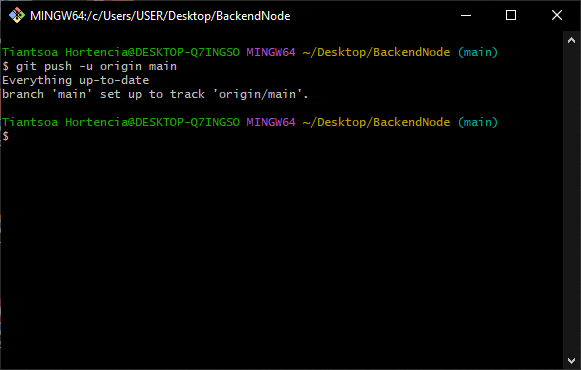 MINGW64:/c/Users/USER/Desktop/BackendNode
Tiantsoa Hortencia@DESKTOP-Q7INGSO MINGW64 ~/Desktop/BackendNode (main)
$ git push -u origin main
Everything up-to-date
branch 'main' set up to track 'origin/main'.
Tiantsoa Hortencia@DESKTOP-Q7INGSO MINGW64 ~/Desktop/BackendNode (main)
$